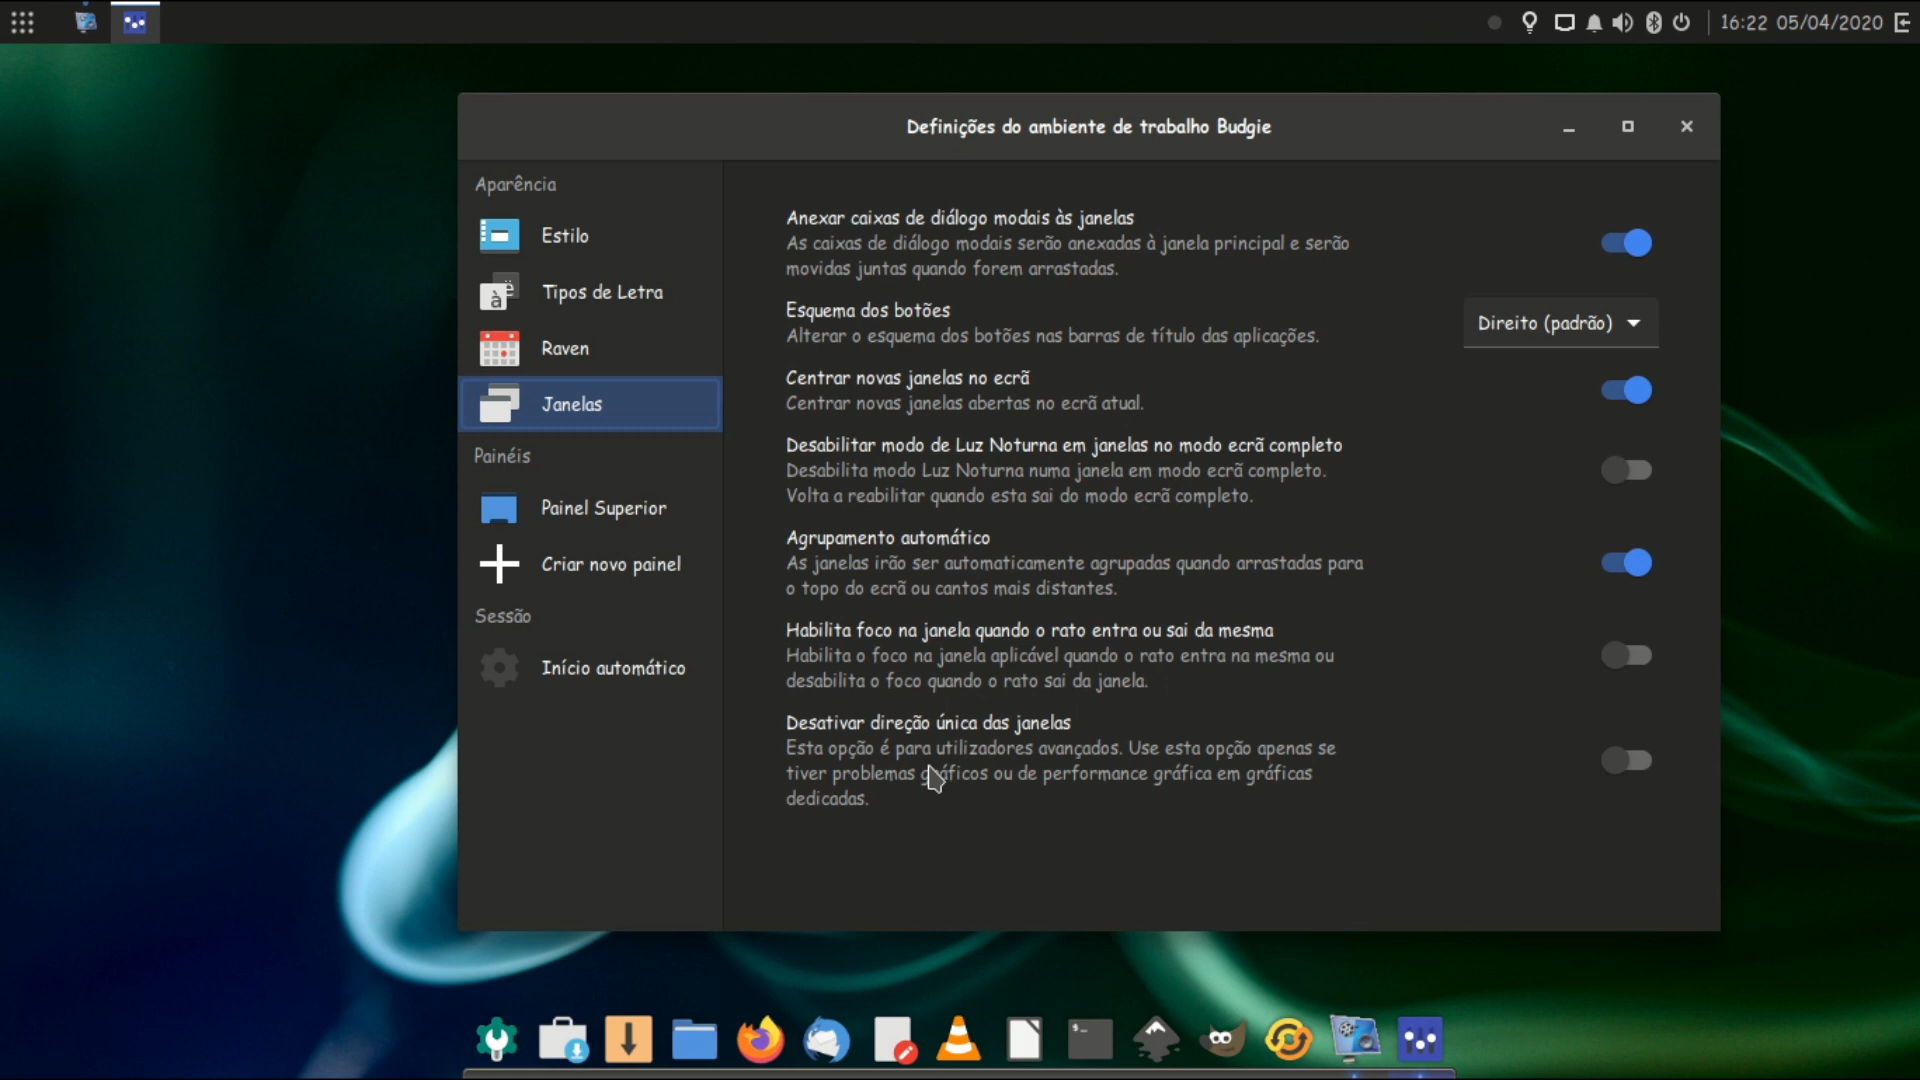 16:22 05/04/2020
Definições do ambiente de trabalho Budgie
Aparência
Estilo
Tipos de Letra
Raven
Janelas
Painéis
Painel Superior
Criar novo painel
Sessão
Início automático
Anexar caixas de diálogo modais às janelas
As caixas de diálogo modais serão anexadas à janela principal e serão
movidas juntas quando forem arrastadas.
Esquema dos botões
Alterar o esquema dos botões nas barras de título das aplicações.
Direito (padrão)
Centrar novas janelas no ecrã
Centrar novas janelas abertas no ecrã atual.
Desabilitar modo de Luz Noturna em janelas no modo ecrã completo
Desabilita modo Luz Noturna numa janela em modo ecrã completo.
Volta a reabilitar quando esta sai do modo ecrã completo.
Agrupamento automático
As janelas irão ser automaticamente agrupadas quando arrastadas para
o topo do ecrã ou cantos mais distantes.
Habilita foco na janela quando o rato entra ou sai da mesma
Habilita o foco na janela aplicável quando o rato entra na mesma ou
desabilita o foco quando o rato sai da janela.
Desativar direção única das janelas
Esta opção é para utilizadores avançados. Use esta opção apenas se
tiver problemas gráficos ou de performance gráfica em gráficas
dedicadas.